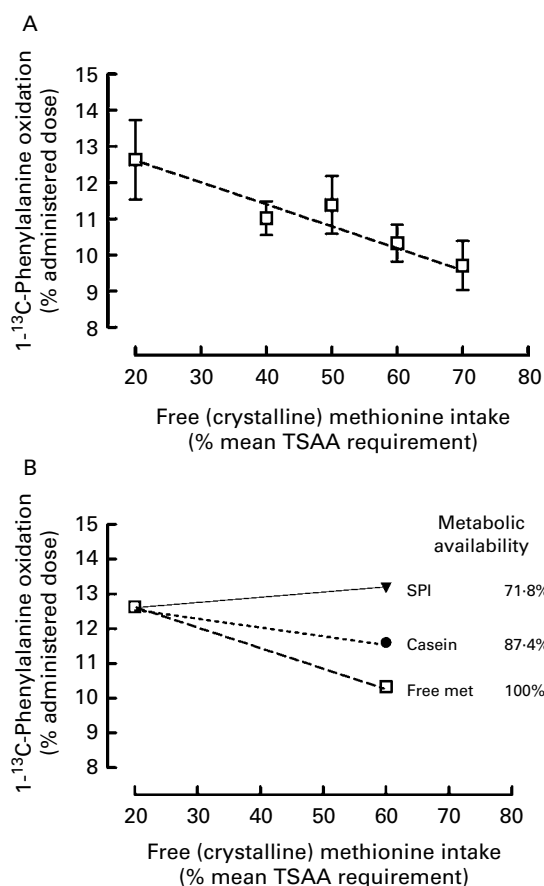 A
1-¹³C-Phenylalanine oxidation
(% administered dose)
15
14
13
12
11
10
9
8
20 30 40 50 60 70 80
Free (crystalline) methionine intake
(% mean TSAA requirement)
B
1-¹³C-Phenylalanine oxidation
(% administered dose)
15
14
13
12
11
10
9
8
Metabolic
availability
SPI 71·8%
Casein 87·4%
Free met 100%
20 30 40 50 60 70 80
Free (crystalline) methionine intake
(% mean TSAA requirement)